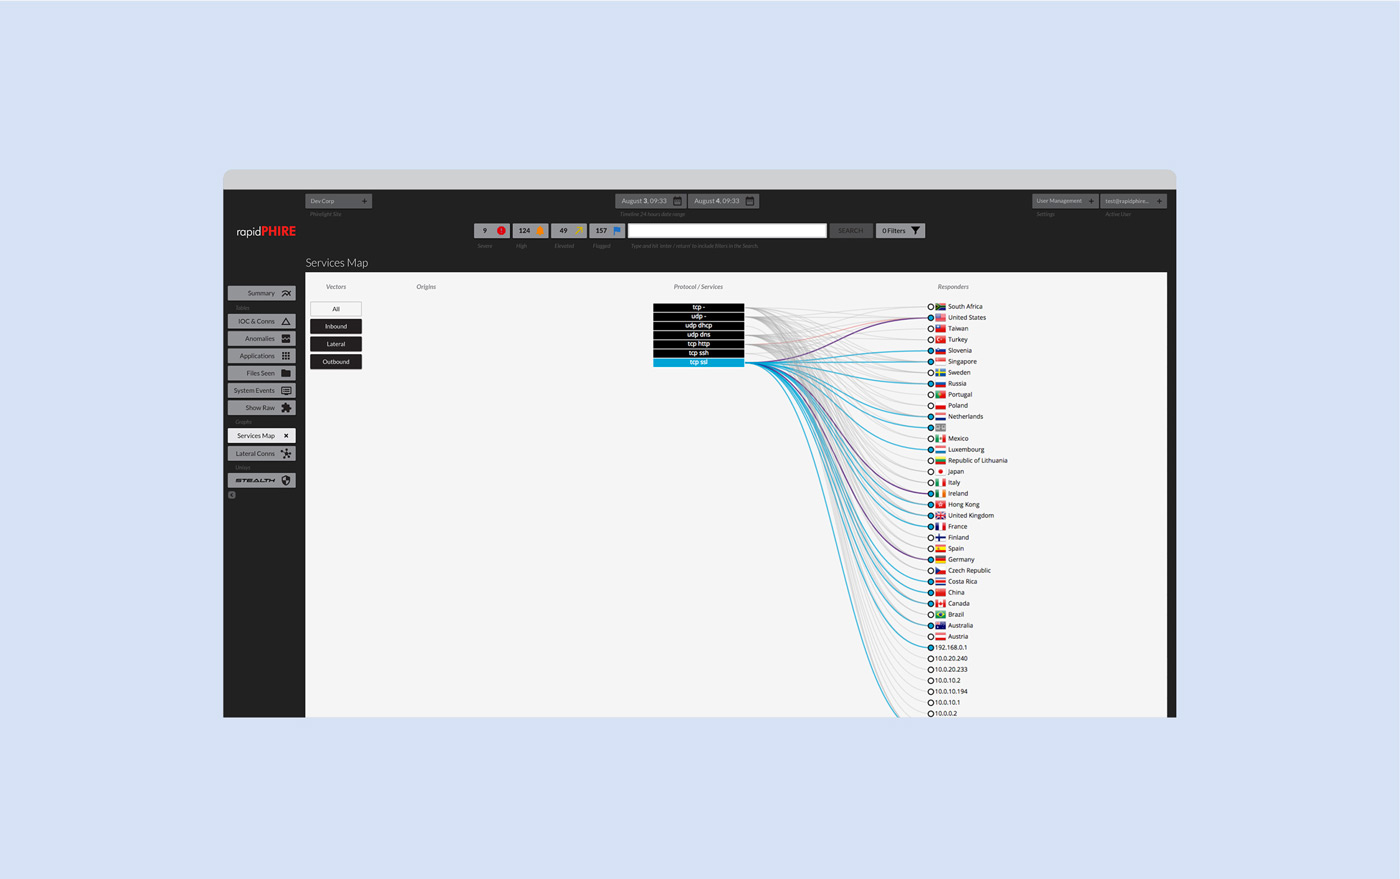 Dev Corp +
August 3, 09:33
August 4, 09:33
User Management +
test@rapidphire... +
Timeline 24 hours date range
Settings
Active User
rapidPHIRE
9
124
49
157
SEARCH
0 Filters
Severe
High
Elevated
Flagged
Type and hit 'enter / return' to include filters in the Search.
Services Map
Summary
IOC & Conns
Anomalies
Applications
Files Seen
System Events
Show Raw
Graphs
Services Map ×
Lateral Conns
STEALTH
Vectors
Origins
Protocol / Services
Responders
All
Inbound
Lateral
Outbound
tcp -
udp -
udp dhcp
udp dns
tcp http
tcp ssh
tcp ssl
South Africa
United States
Taiwan
Turkey
Slovenia
Singapore
Sweden
Russia
Portugal
Poland
Netherlands
Mexico
Luxembourg
Republic of Lithuania
Japan
Italy
Ireland
Hong Kong
United Kingdom
France
Finland
Spain
Germany
Czech Republic
Costa Rica
China
Canada
Brazil
Australia
Austria
192.168.0.1
10.0.20.240
10.0.20.233
10.0.10.2
10.0.10.194
10.0.10.1
10.0.0.2